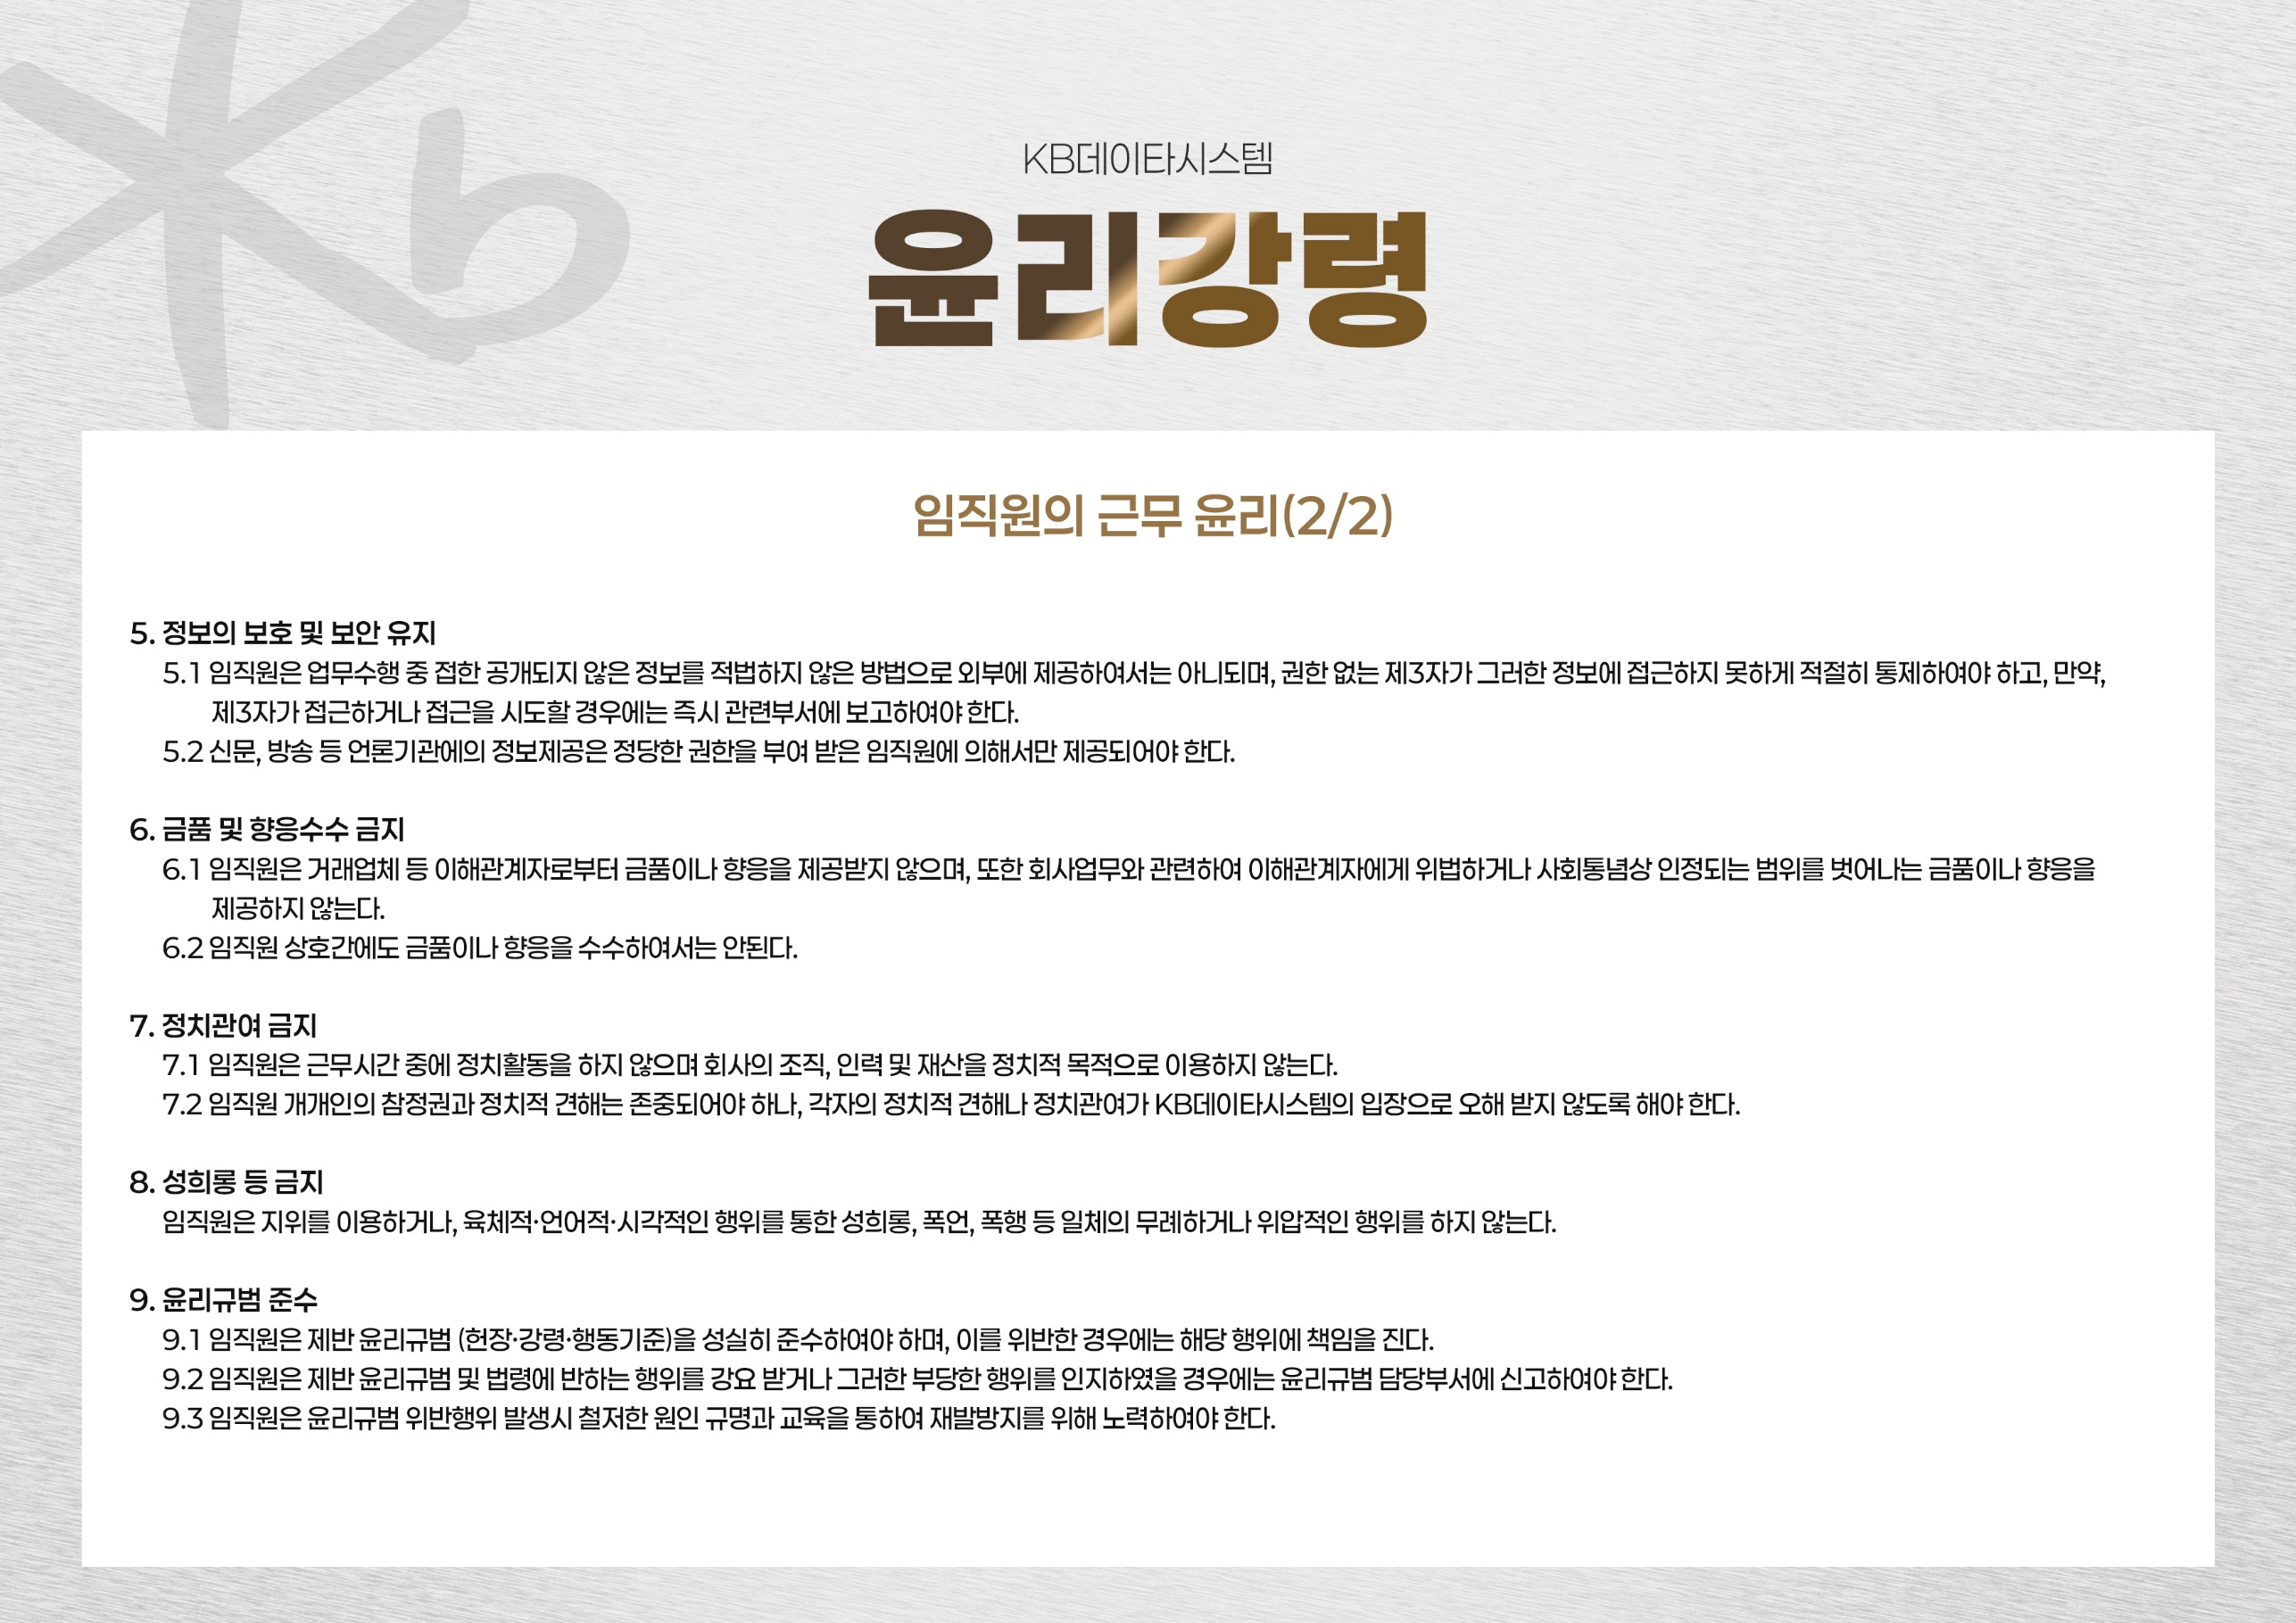 Kb
KB데이타시스템
윤리강령
임직원의 근무 윤리(2/2)
5. 정보의 보호 및 보안 유지
5.1 임직원은 업무수행 중 접한 공개되지 않은 정보를 적법하지 않은 방법으로 외부에 제공하여서는 아니되며, 권한 없는 제3자가 그러한 정보에 접근하지 못하게 적절히 통제하여야 하고, 만약,
제3자가 접근하거나 접근을 시도할 경우에는 즉시 관련부서에 보고하여야 한다.
5.2 신문, 방송 등 언론기관에의 정보제공은 정당한 권한을 부여 받은 임직원에 의해서만 제공되어야 한다.
6. 금품 및 향응수수 금지
6.1 임직원은 거래업체 등 이해관계자로부터 금품이나 향응을 제공받지 않으며, 또한 회사업무와 관련하여 이해관계자에게 위법하거나 사회통념상 인정되는 범위를 벗어나는 금품이나 향응을
제공하지 않는다.
6.2 임직원 상호간에도 금품이나 향응을 수수하여서는 안된다.
7. 정치관여 금지
7.1 임직원은 근무시간 중에 정치활동을 하지 않으며 회사의 조직, 인력 및 재산을 정치적 목적으로 이용하지 않는다.
7.2 임직원 개개인의 참정권과 정치적 견해는 존중되어야 하나, 각자의 정치적 견해나 정치관여가 KB데이타시스템의 입장으로 오해 받지 않도록 해야 한다.
8. 성희롱 등 금지
임직원은 지위를 이용하거나, 육체적·언어적·시각적인 행위를 통한 성희롱, 폭언, 폭행 등 일체의 무례하거나 위압적인 행위를 하지 않는다.
9. 윤리규범 준수
9.1 임직원은 제반 윤리규범 (헌장·강령·행동기준)을 성실히 준수하여야 하며, 이를 위반한 경우에는 해당 행위에 책임을 진다.
9.2 임직원은 제반 윤리규범 및 법령에 반하는 행위를 강요 받거나 그러한 부당한 행위를 인지하였을 경우에는 윤리규범 담당부서에 신고하여야 한다.
9.3 임직원은 윤리규범 위반행위 발생시 철저한 원인 규명과 교육을 통하여 재발방지를 위해 노력하여야 한다.